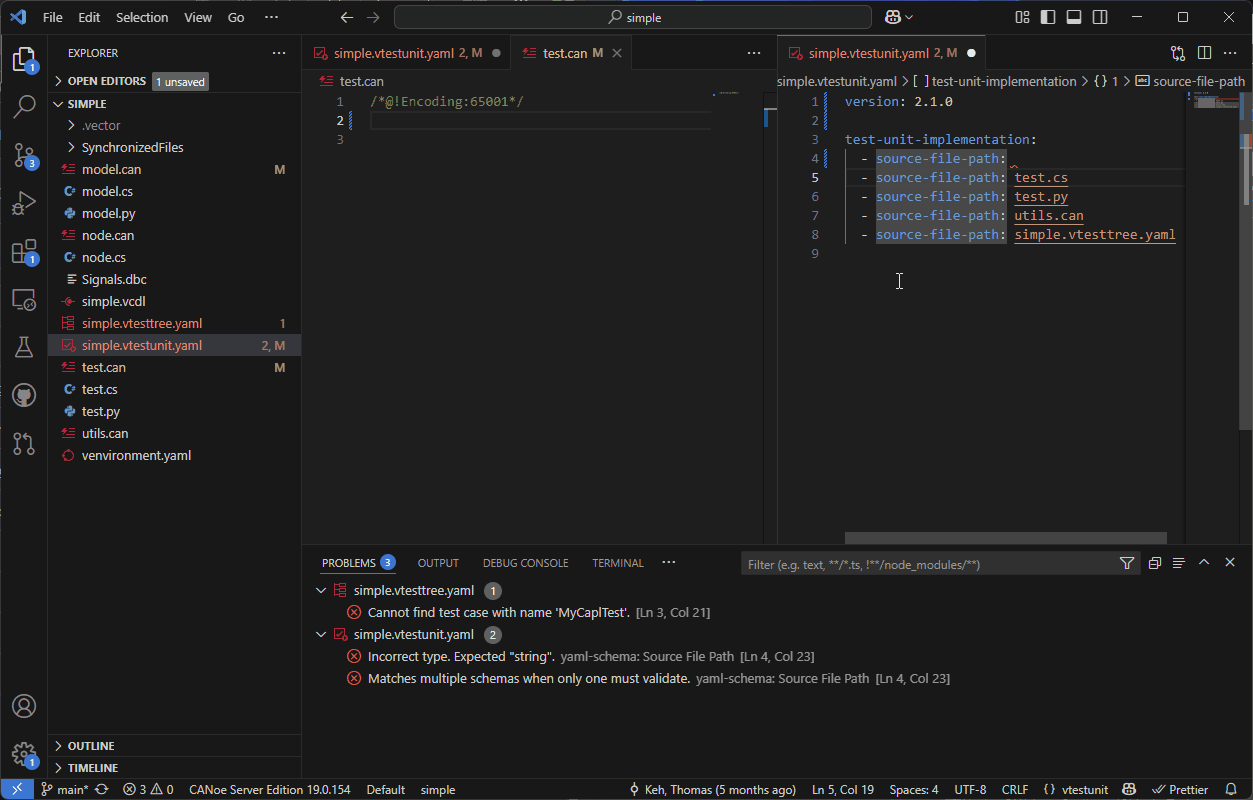 File Edit Selection View Go ··· simple
EXPLORER ···
OPEN EDITORS 1 unsaved
SIMPLE
.vector
SynchronizedFiles
model.can M
model.cs
model.py
node.can
node.cs
Signals.dbc
simple.vcdl
simple.vtesttree.yaml 1
simple.vtestunit.yaml 2, M
test.can M
test.cs
test.py
utils.can
venvironment.yaml
OUTLINE
TIMELINE
1
3
1
1
simple.vtestunit.yaml 2, M test.can M ···
test.can
1 /*@!Encoding:65001*/
2
3
simple.vtestunit.yaml 2, M ···
simple.vtestunit.yaml > [ ] test-unit-implementation > { } 1 > abc source-file-path
1 version: 2.1.0
2
3 test-unit-implementation:
4 - source-file-path:
5 - source-file-path: test.cs
6 - source-file-path: test.py
7 - source-file-path: utils.can
8 - source-file-path: simple.vtesttree.yaml
9
PROBLEMS 3 OUTPUT DEBUG CONSOLE TERMINAL ··· Filter (e.g. text, **/*.ts, !**/node_modules/**)
simple.vtesttree.yaml 1
Cannot find test case with name 'MyCaplTest'. [Ln 3, Col 21]
simple.vtestunit.yaml 2
Incorrect type. Expected "string". yaml-schema: Source File Path [Ln 4, Col 23]
Matches multiple schemas when only one must validate. yaml-schema: Source File Path [Ln 4, Col 23]
main* 3 0 CANoe Server Edition 19.0.154 Default simple Keh, Thomas (5 months ago) Ln 5, Col 19 Spaces: 4 UTF-8 CRLF { } vtestunit Prettier